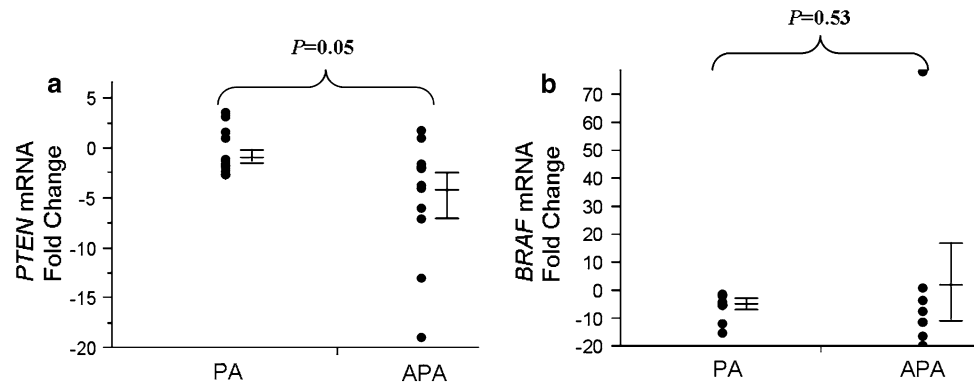 P=0.05
a
PTEN mRNA
Fold Change
5
0
-5
-10
-15
-20
PA
APA
P=0.53
b
BRAF mRNA
Fold Change
70
60
50
40
30
20
10
0
-10
-20
PA
APA